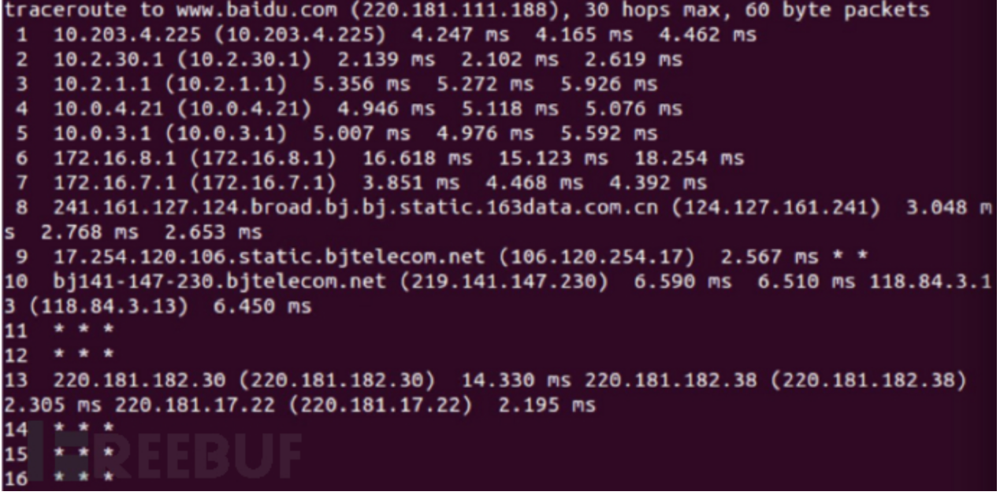 traceroute to www.baidu.com (220.181.111.188), 30 hops max, 60 byte packets
 1  10.203.4.225 (10.203.4.225)  4.247 ms  4.165 ms  4.462 ms
 2  10.2.30.1 (10.2.30.1)  2.139 ms  2.102 ms  2.619 ms
 3  10.2.1.1 (10.2.1.1)  5.356 ms  5.272 ms  5.926 ms
 4  10.0.4.21 (10.0.4.21)  4.946 ms  5.118 ms  5.076 ms
 5  10.0.3.1 (10.0.3.1)  5.007 ms  4.976 ms  5.592 ms
 6  172.16.8.1 (172.16.8.1)  16.618 ms  15.123 ms  18.254 ms
 7  172.16.7.1 (172.16.7.1)  3.851 ms  4.468 ms  4.392 ms
 8  241.161.127.124.broad.bj.bj.static.163data.com.cn (124.127.161.241)  3.048 m
s  2.768 ms  2.653 ms
 9  17.254.120.106.static.bjtelecom.net (106.120.254.17)  2.567 ms * *
10  bj141-147-230.bjtelecom.net (219.141.147.230)  6.590 ms  6.510 ms 118.84.3.1
3 (118.84.3.13)  6.450 ms
11  * * *
12  * * *
13  220.181.182.30 (220.181.182.30)  14.330 ms 220.181.182.38 (220.181.182.38)
2.305 ms 220.181.17.22 (220.181.17.22)  2.195 ms
14  * * *
15  * * *
16  * * *
FREEBUF